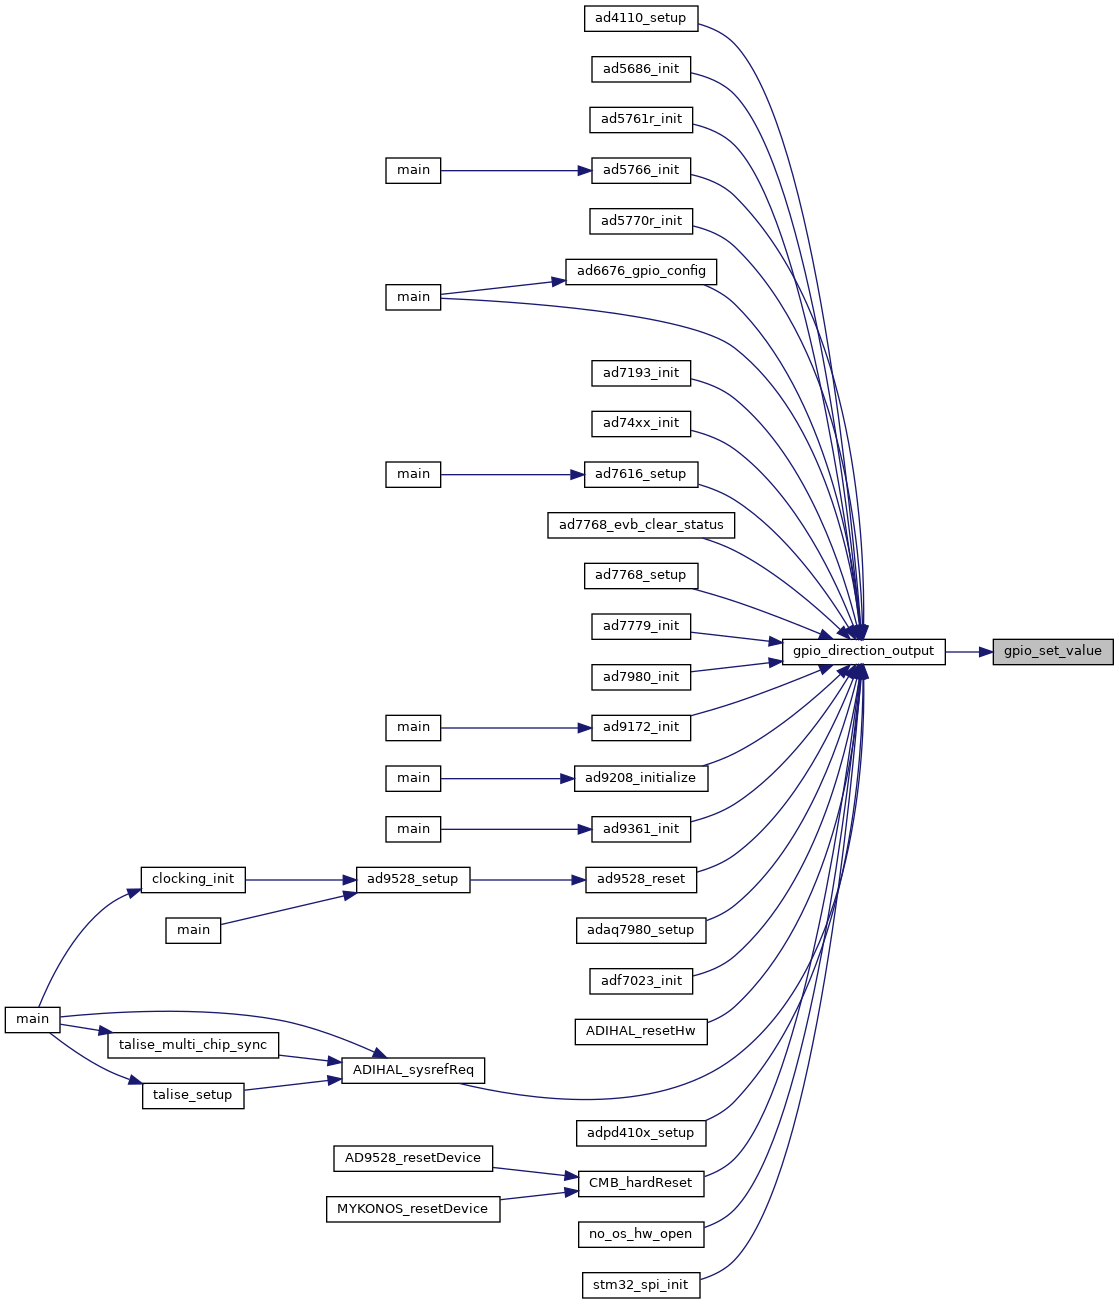 ad4110_setup
ad5686_init
ad5761r_init
main
ad5766_init
ad5770r_init
ad6676_gpio_config
main
ad7193_init
ad74xx_init
main
ad7616_setup
ad7768_evb_clear_status
ad7768_setup
ad7779_init
gpio_direction_output
gpio_set_value
ad7980_init
main
ad9172_init
main
ad9208_initialize
main
ad9361_init
clocking_init
ad9528_setup
ad9528_reset
main
adaq7980_setup
adf7023_init
main
ADIHAL_resetHw
talise_multi_chip_sync
ADIHAL_sysrefReq
talise_setup
adpd410x_setup
AD9528_resetDevice
CMB_hardReset
MYKONOS_resetDevice
no_os_hw_open
stm32_spi_init